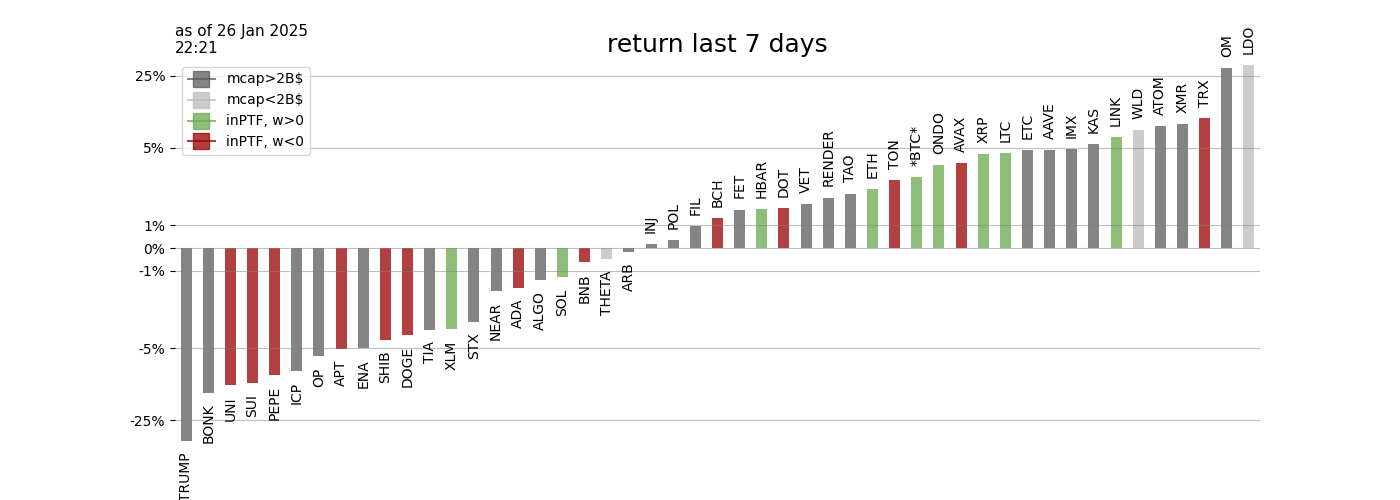 as of 26 Jan 2025
22:21
return last 7 days
mcap>2B$
mcap<2B$
inPTF, w>0
inPTF, w<0
25%
5%
1%
0%
-1%
-5%
-25%
TRUMP
BONK
UNI
SUI
PEPE
ICP
OP
APT
ENA
SHIB
DOGE
TIA
XLM
STX
NEAR
ADA
ALGO
SOL
BNB
THETA
ARB
INJ
POL
FIL
BCH
FET
HBAR
DOT
VET
RENDER
TAO
ETH
TON
*BTC*
ONDO
AVAX
XRP
LTC
ETC
AAVE
IMX
KAS
LINK
WLD
ATOM
XMR
TRX
OM
LDO